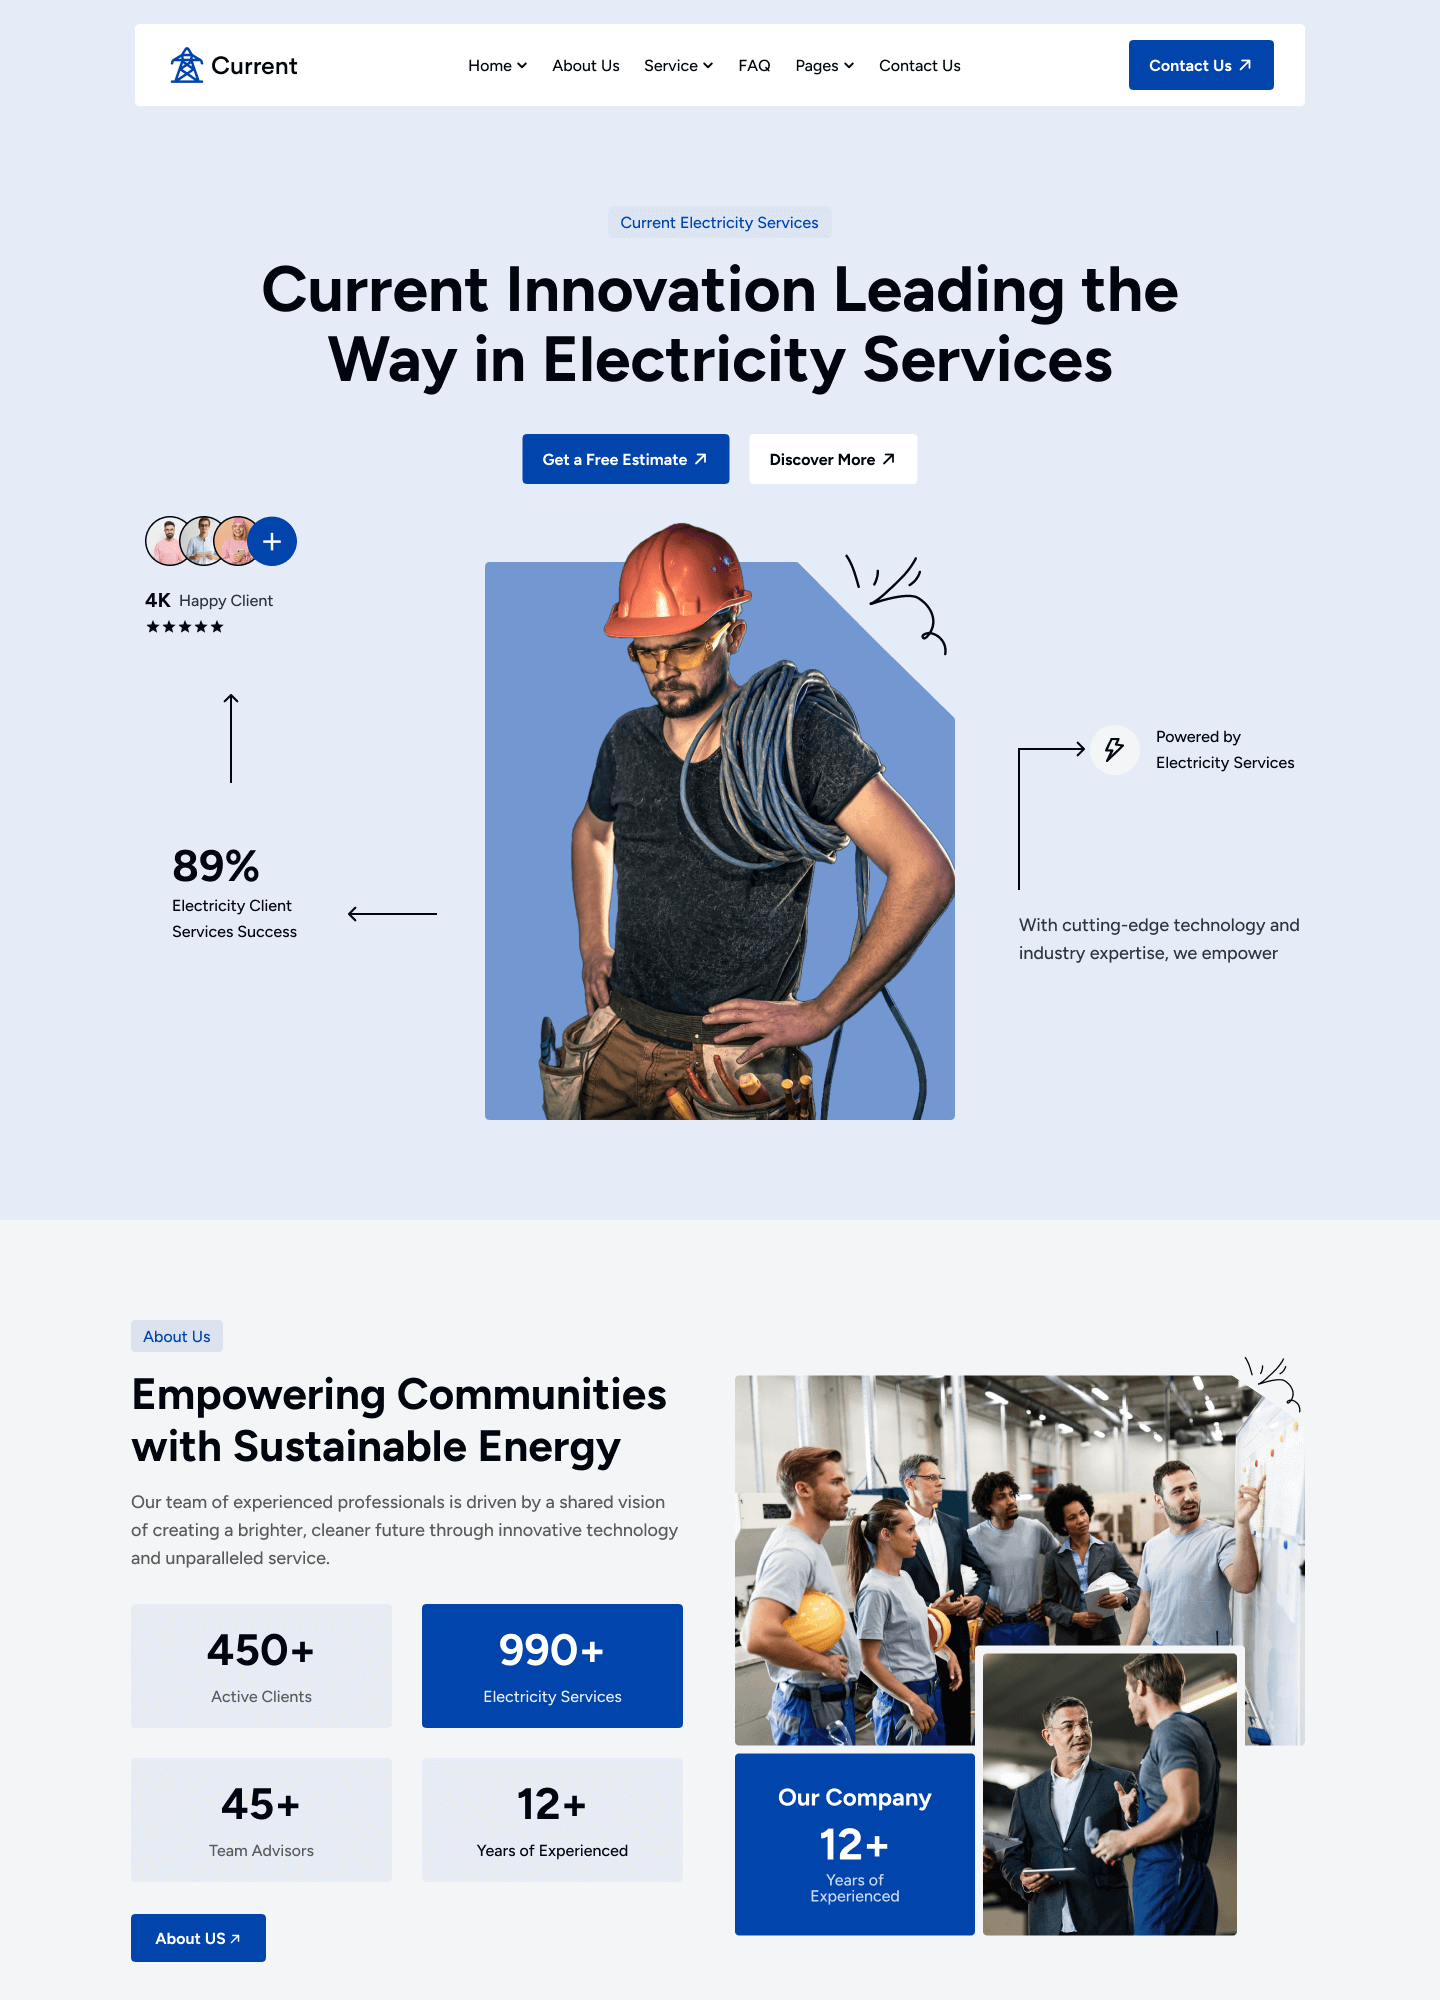 Current
Home
About Us
Service
FAQ
Pages
Contact Us
Contact Us
Current Electricity Services
Current Innovation Leading the
Way in Electricity Services
Get a Free Estimate
Discover More
4K Happy Client
Powered by
Electricity Services
89%
Electricity Client
Services Success
With cutting-edge technology and
industry expertise, we empower
About Us
Empowering Communities
with Sustainable Energy
Our team of experienced professionals is driven by a shared vision
of creating a brighter, cleaner future through innovative technology
and unparalleled service.
450+
Active Clients
990+
Electricity Services
45+
Team Advisors
12+
Years of Experienced
About US
Our Company
12+
Years of
Experienced